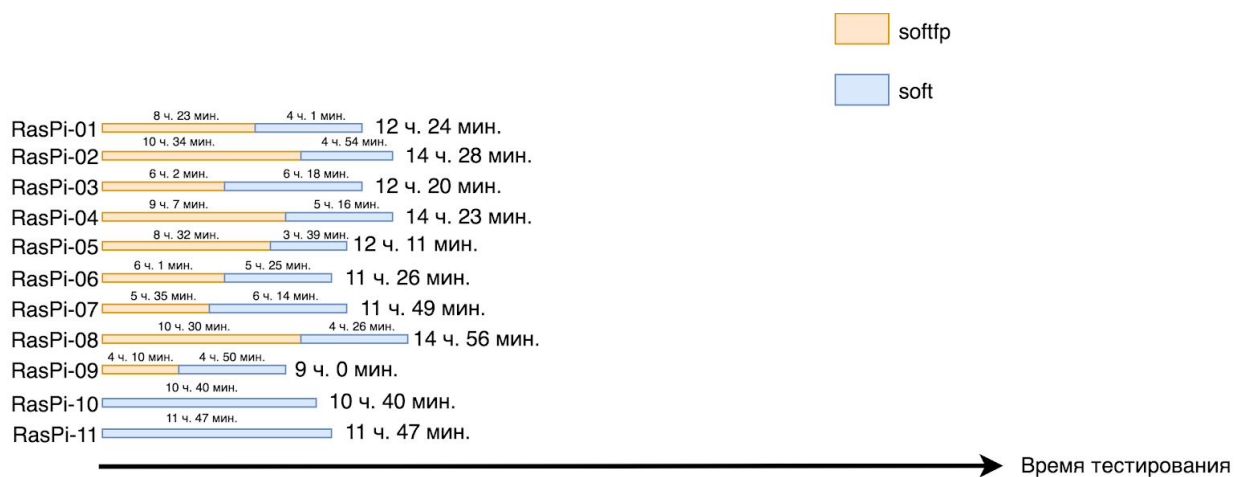 softfp
soft
8 ч. 23 мин. 4 ч. 1 мин.
RasPi-01 12 ч. 24 мин.
10 ч. 34 мин. 4 ч. 54 мин.
RasPi-02 14 ч. 28 мин.
6 ч. 2 мин. 6 ч. 18 мин.
RasPi-03 12 ч. 20 мин.
9 ч. 7 мин. 5 ч. 16 мин.
RasPi-04 14 ч. 23 мин.
8 ч. 32 мин. 3 ч. 39 мин.
RasPi-05 12 ч. 11 мин.
6 ч. 1 мин. 5 ч. 25 мин.
RasPi-06 11 ч. 26 мин.
5 ч. 35 мин. 6 ч. 14 мин.
RasPi-07 11 ч. 49 мин.
10 ч. 30 мин. 4 ч. 26 мин.
RasPi-08 14 ч. 56 мин.
4 ч. 10 мин. 4 ч. 50 мин.
RasPi-09 9 ч. 0 мин.
10 ч. 40 мин.
RasPi-10 10 ч. 40 мин.
11 ч. 47 мин.
RasPi-11 11 ч. 47 мин.
Время тестирования